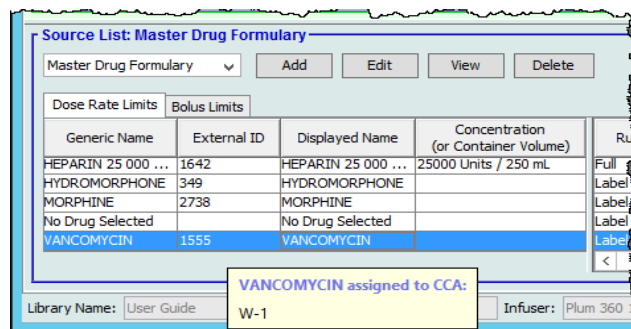 Source List: Master Drug Formulary
Master Drug Formulary Add Edit View Delete
Dose Rate Limits Bolus Limits
Generic Name External ID Displayed Name Concentration (or Container Volume) Ru
HEPARIN 25 000 ... 1642 HEPARIN 25 000 ... 25000 Units / 250 mL Full
HYDROMORPHONE 349 HYDROMORPHONE Label
MORPHINE 2738 MORPHINE Label
No Drug Selected No Drug Selected Label
VANCOMYCIN 1555 VANCOMYCIN Label
VANCOMYCIN assigned to CCA:
W-1
Library Name: User Guide Infuser: Plum 360